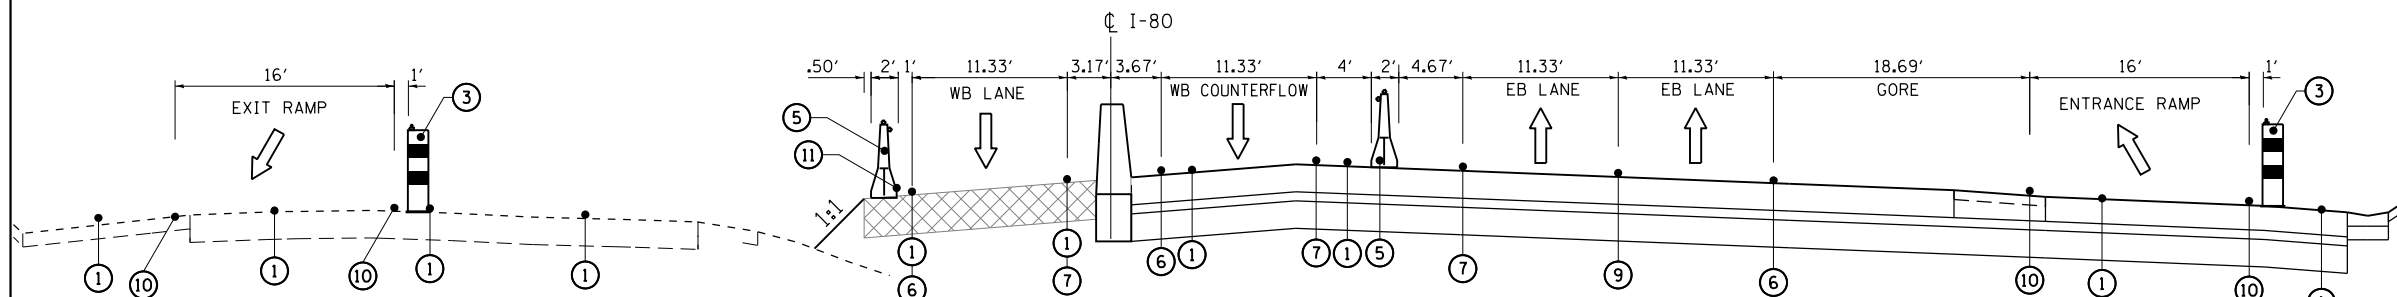 ℄ I-80
16' 1' .50' 2' 1' 11.33' 3.17' 3.67' 11.33' 4' 2' 4.67' 11.33' 11.33' 18.69' 16' 1'
EXIT RAMP WB LANE WB COUNTERFLOW EB LANE EB LANE GORE ENTRANCE RAMP
3 3
5
11
1:1
1 10 1 10 1 1 1 1 6 1 7 1 5 7 9 6 10 1 10
6 7